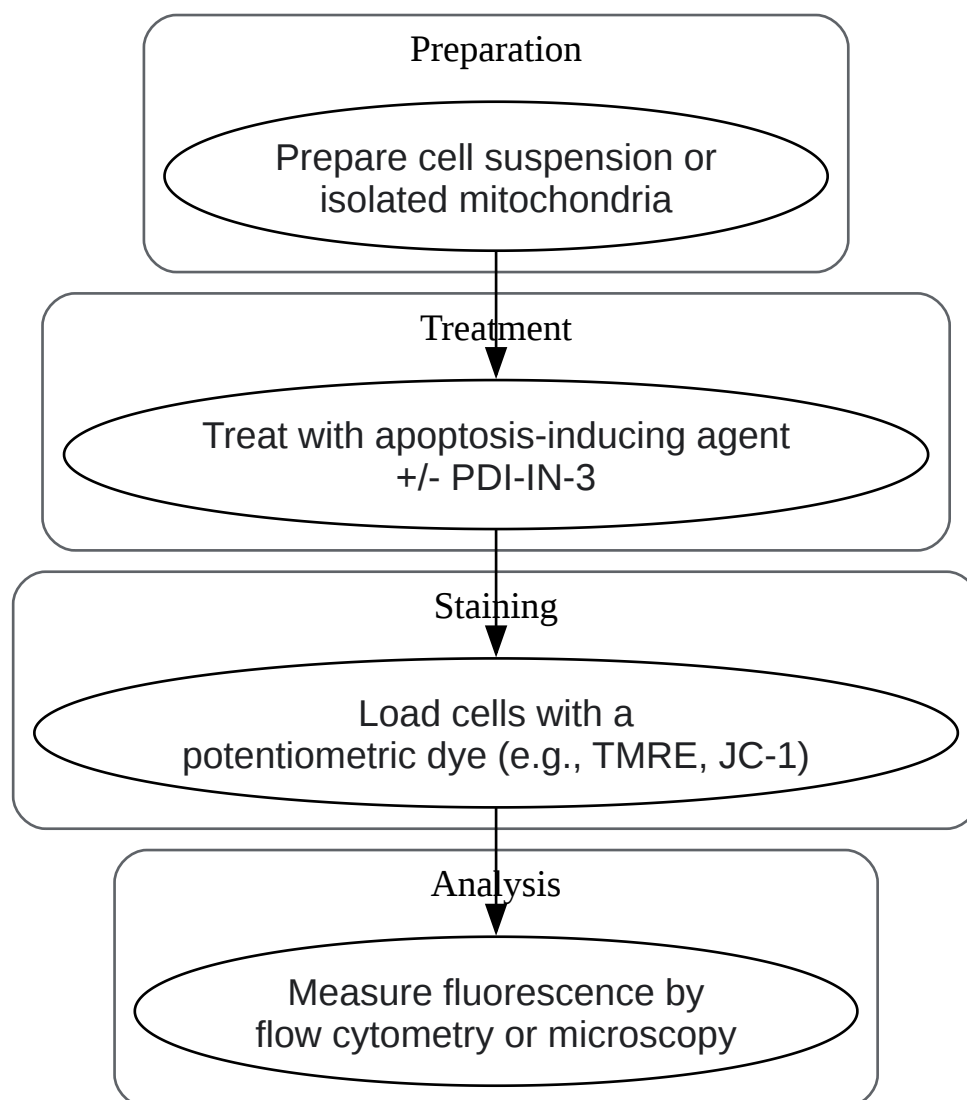 Preparation
Prepare cell suspension or
isolated mitochondria
Treatment
Treat with apoptosis-inducing agent
+/- PDI-IN-3
Staining
Load cells with a
potentiometric dye (e.g., TMRE, JC-1)
Analysis
Measure fluorescence by
flow cytometry or microscopy